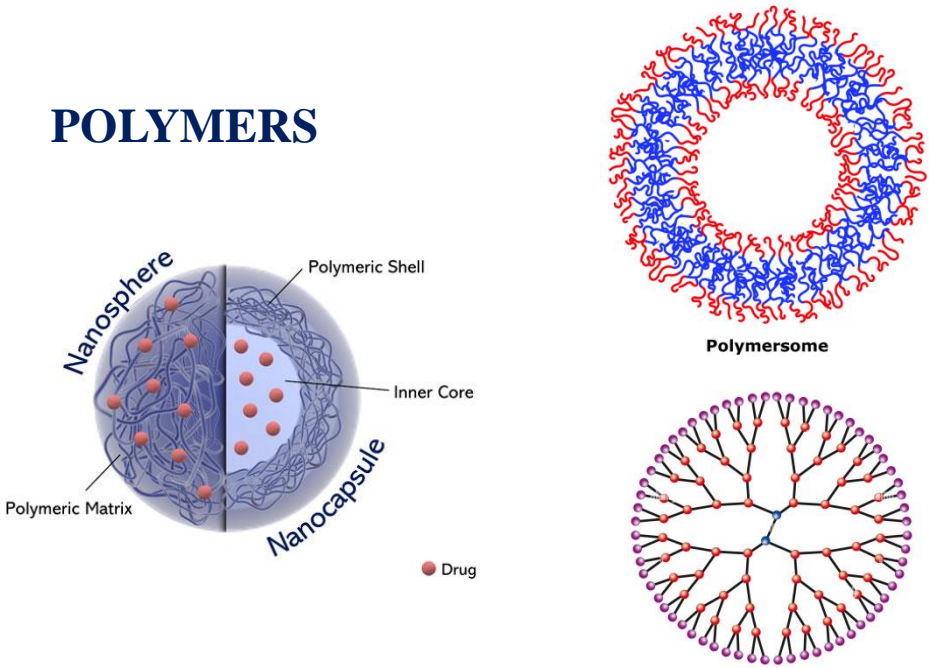 POLYMERS
Nanosphere
Polymeric Shell
Inner Core
Polymeric Matrix
Nanocapsule
Drug
Polymersome